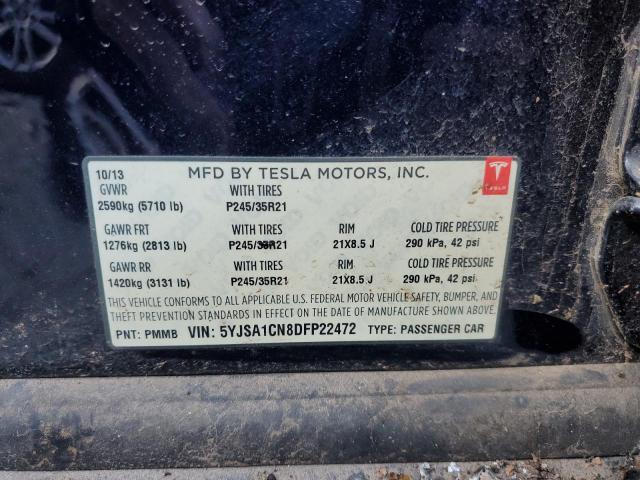 10/13 MFD BY TESLA MOTORS, INC. TESLA
GVWR WITH TIRES
2590kg (5710 lb) P245/35R21
GAWR FRT WITH TIRES RIM COLD TIRE PRESSURE
1276kg (2813 lb) P245/35R21 21X8.5 J 290 kPa, 42 psi
GAWR RR WITH TIRES RIM COLD TIRE PRESSURE
1420kg (3131 lb) P245/35R21 21X8.5 J 290 kPa, 42 psi
THIS VEHICLE CONFORMS TO ALL APPLICABLE U.S. FEDERAL MOTOR VEHICLE SAFETY, BUMPER, AND
THEFT PREVENTION STANDARDS IN EFFECT ON THE DATE OF MANUFACTURE SHOWN ABOVE.
PNT: PMMB VIN: 5YJSA1CN8DFP22472 TYPE: PASSENGER CAR